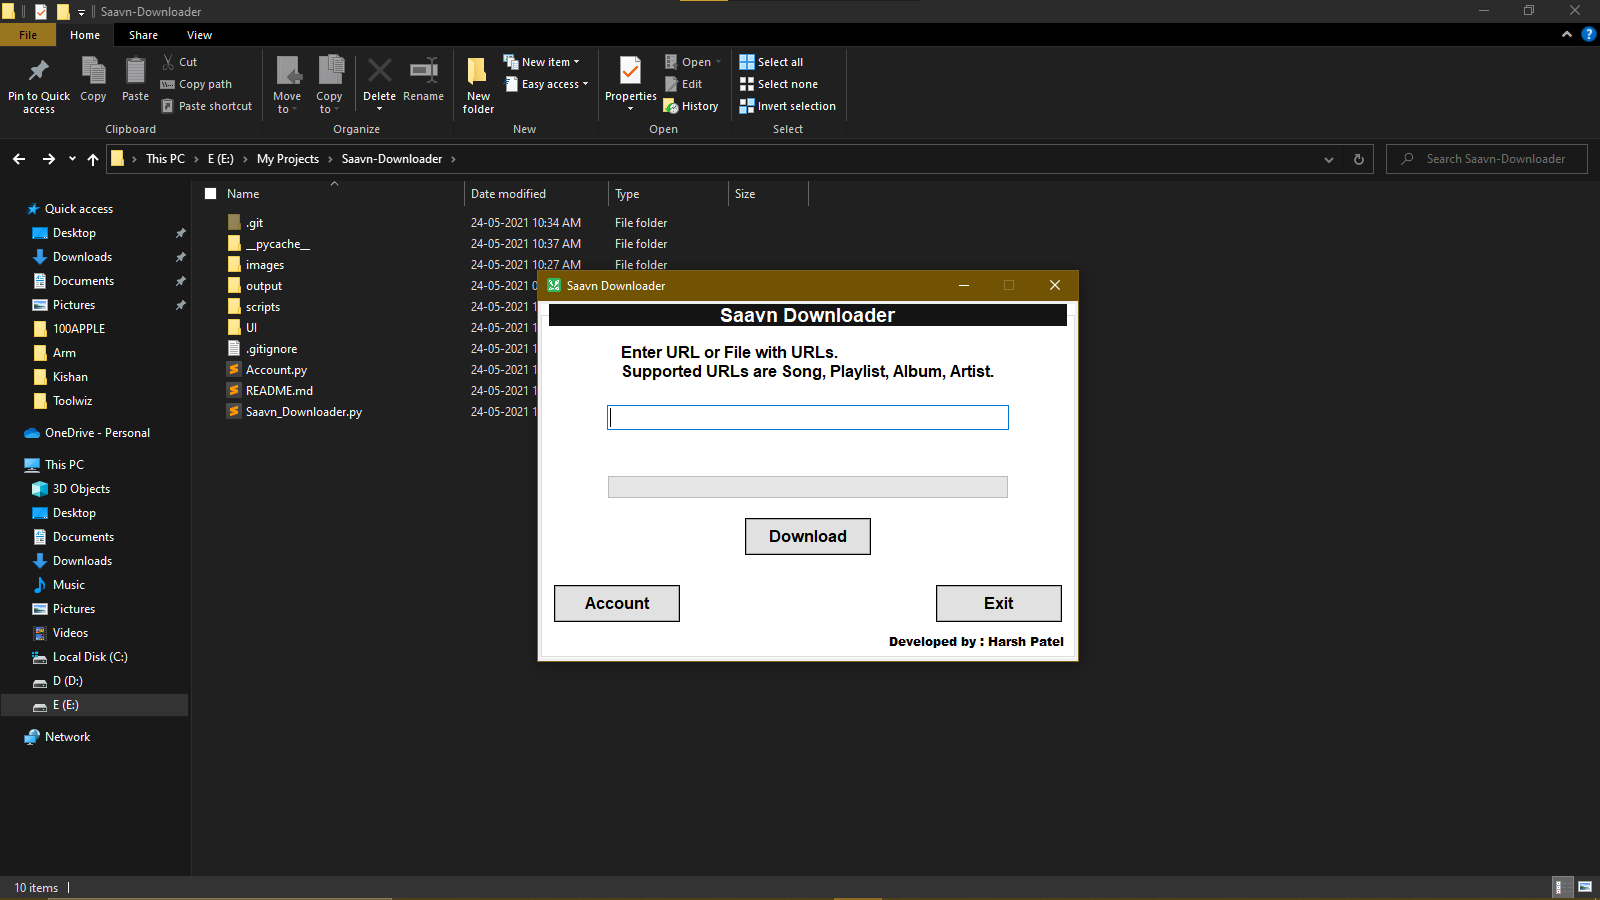 Saavn-Downloader
File Home Share View
Pin to Quick access
Copy
Paste
Cut
Copy path
Paste shortcut
Clipboard
Move to
Copy to
Delete
Rename
Organize
New folder
New item
Easy access
New
Properties
Open
Edit
History
Open
Select all
Select none
Invert selection
Select
This PC > E (E:) > My Projects > Saavn-Downloader >
Search Saavn-Downloader
Quick access
Desktop
Downloads
Documents
Pictures
100APPLE
Arm
Kishan
Toolwiz
OneDrive - Personal
This PC
3D Objects
Desktop
Documents
Downloads
Music
Pictures
Videos
Local Disk (C:)
D (D:)
E (E:)
Network
Name Date modified Type Size
.git 24-05-2021 10:34 AM File folder
__pycache__ 24-05-2021 10:37 AM File folder
images 24-05-2021 10:27 AM File folder
output 24-05-2021 0
scripts 24-05-2021 1
UI 24-05-2021 1
.gitignore 24-05-2021 1
Account.py 24-05-2021 1
README.md 24-05-2021 1
Saavn_Downloader.py 24-05-2021 1
Saavn Downloader
Saavn Downloader
Enter URL or File with URLs.
Supported URLs are Song, Playlist, Album, Artist.
Download
Account
Exit
Developed by : Harsh Patel
10 items